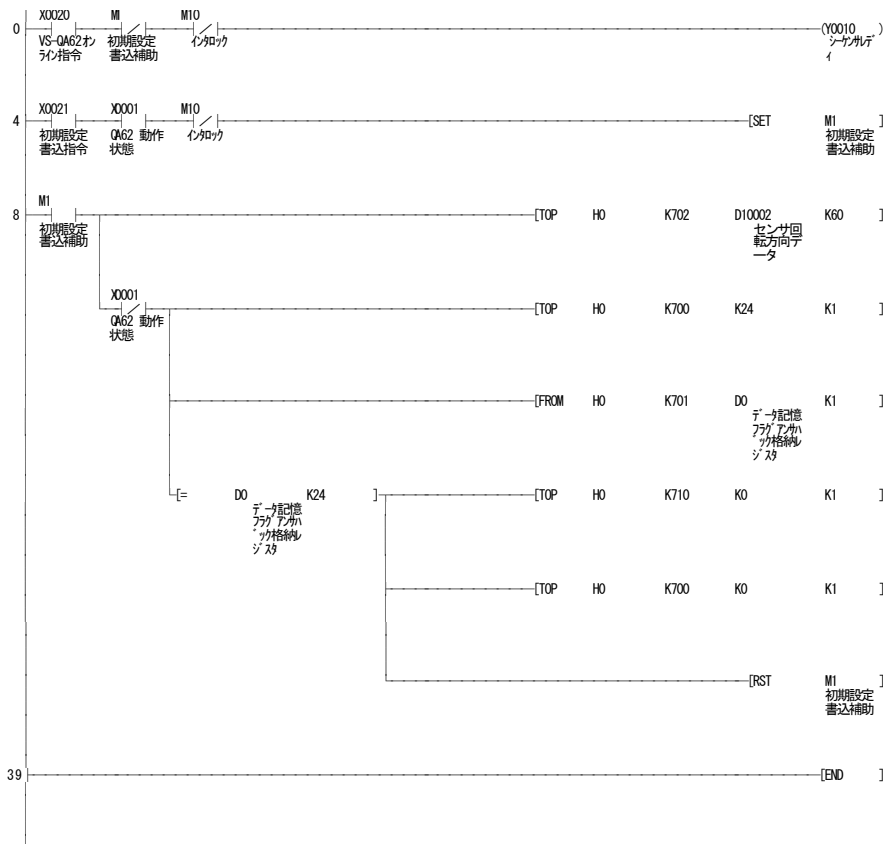 X0020 M1 M10
0 (Y0010 )
VS-QA62オン 初期設定 インタロック シーケンサレデ
ライン指令 書込補助 ィ
X0021 X0001 M10
4 [SET M1 ]
初期設定 QA62 動作 インタロック 初期設定
書込指令 状態 書込補助
M1
8 [TOP H0 K702 D10002 K60 ]
初期設定 センサ回
書込補助 転方向デ
ータ
X0001
[TOP H0 K700 K24 K1 ]
QA62 動作
状態
[FROM H0 K701 D0 K1 ]
データ記憶
フラグアンサバ
ック格納レ
ジスタ
[= D0 K24 ] [TOP H0 K710 K0 K1 ]
データ記憶
フラグアンサバ
ック格納レ
ジスタ
[TOP H0 K700 K0 K1 ]
[RST M1 ]
初期設定
書込補助
39 [END ]